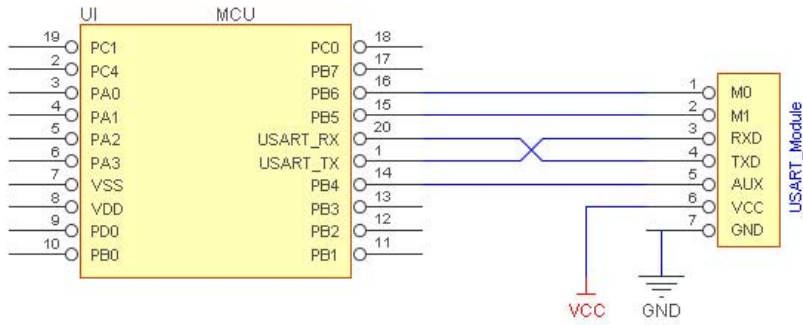 UI MCU
19 PC1 PC0 18
2 PC4 PB7 17
3 PA0 PB6 16 1 M0
4 PA1 PB5 15 2 M1
5 PA2 USART_RX 20 3 RXD
6 PA3 USART_TX 1 4 TXD
7 VSS PB4 14 5 AUX
8 VDD PB3 13 6 VCC
9 PD0 PB2 12 7 GND
10 PB0 PB1 11
USART_Module
VCC GND